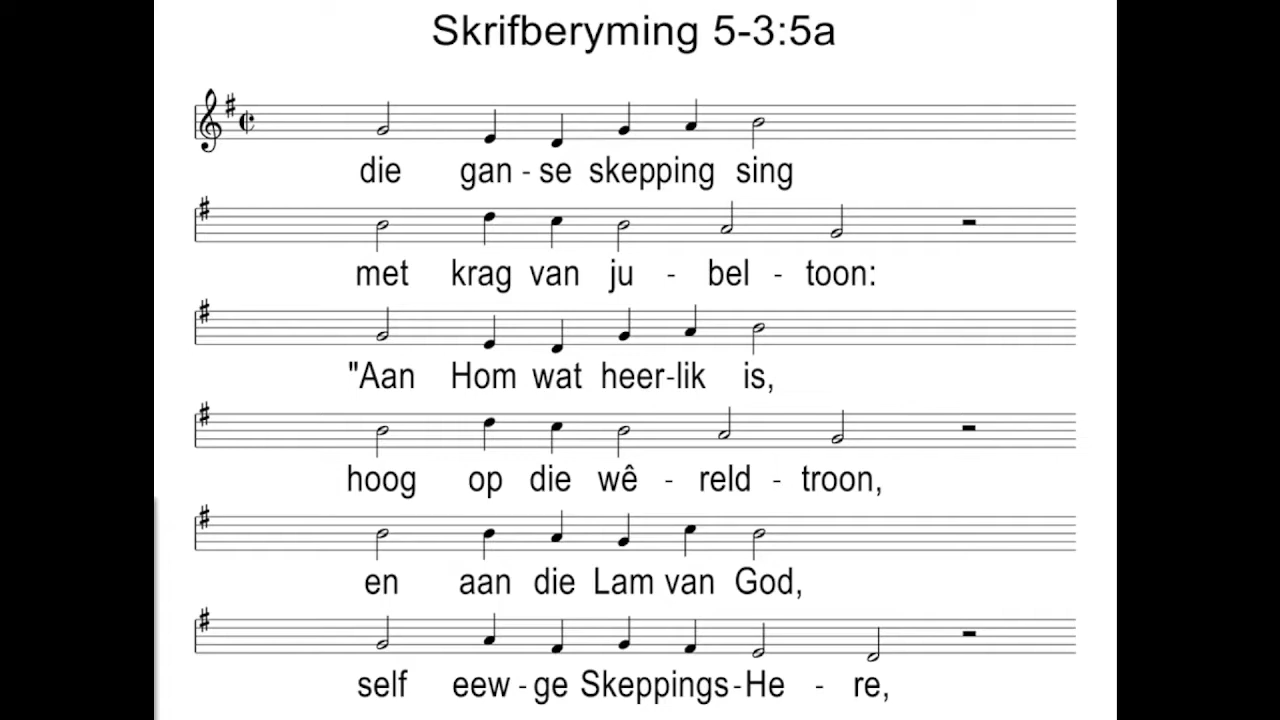 Skrifberyming 5-3:5a
die gan - se skepping sing
met krag van ju - bel - toon:
"Aan Hom wat heer-lik is,
hoog op die wê - reld - troon,
en aan die Lam van God,
self eew - ge Skeppings-He - re,